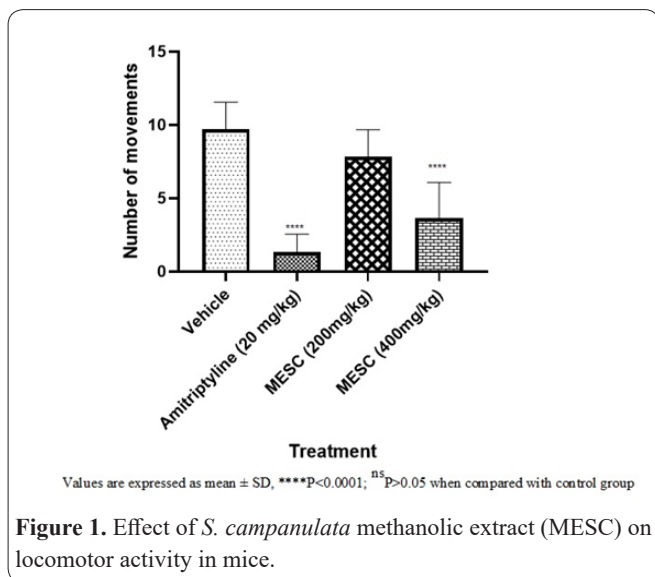 15
10
5
0
Number of movements
****
****
Vehicle
Amitriptyline (20 mg/kg)
MESC (200mg/kg)
MESC (400mg/kg)
Treatment
Values are expressed as mean ± SD, ****P<0.0001; nsP>0.05 when compared with control group
Figure 1. Effect of S. campanulata methanolic extract (MESC) on
locomotor activity in mice.